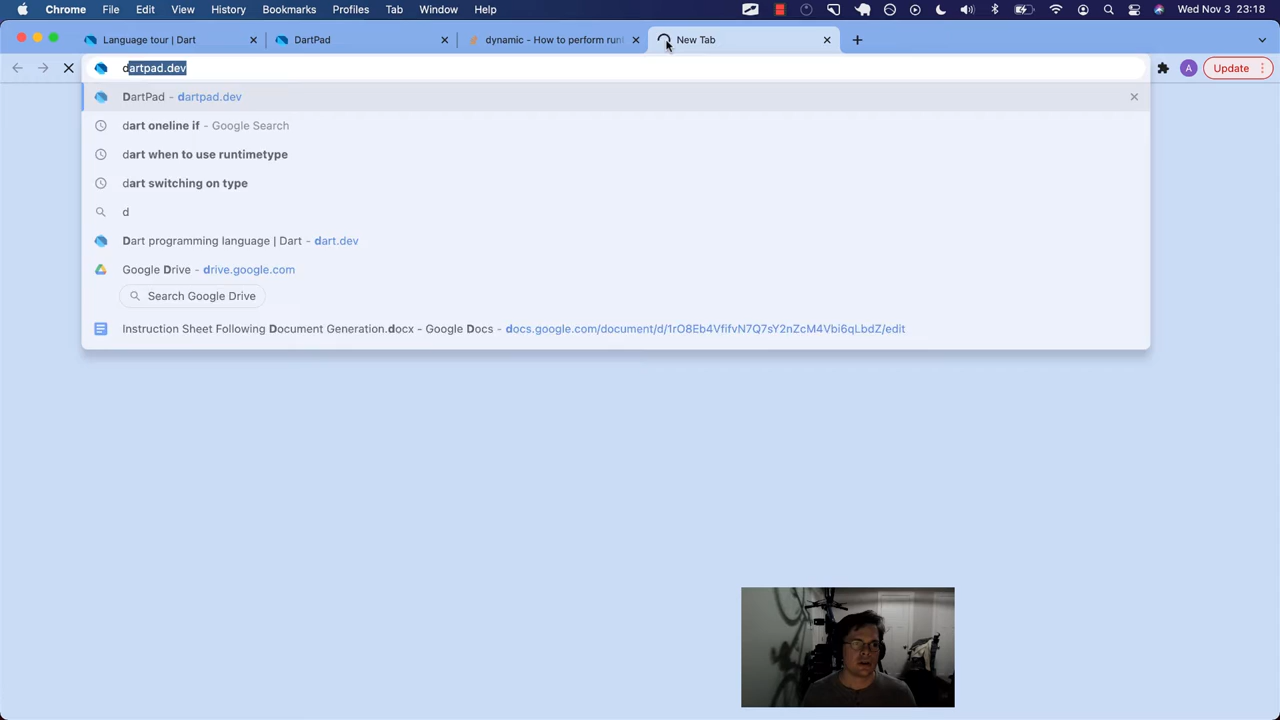 Chrome File Edit View History Bookmarks Profiles Tab Window Help Wed Nov 3 23:18
Language tour | Dart DartPad dynamic - How to perform run New Tab
dartpad.dev A Update
DartPad - dartpad.dev
dart oneline if - Google Search
dart when to use runtimetype
dart switching on type
d
Dart programming language | Dart - dart.dev
Google Drive - drive.google.com
Search Google Drive
Instruction Sheet Following Document Generation.docx - Google Docs - docs.google.com/document/d/1rO8Eb4VfifvN7Q7sY2nZcM4Vbi6qLbdZ/edit